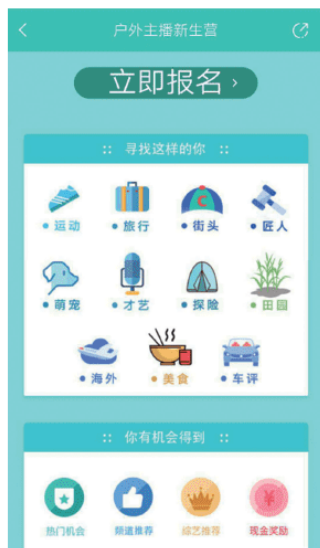 户外主播新生营
立即报名 ›
:: 寻找这样的你 ::
• 运动 • 旅行 • 街头 • 匠人
• 萌宠 • 才艺 • 探险 • 田园
• 海外 • 美食 • 车评
:: 你有机会得到 ::
热门机会 频道推荐 综艺推荐 现金奖励